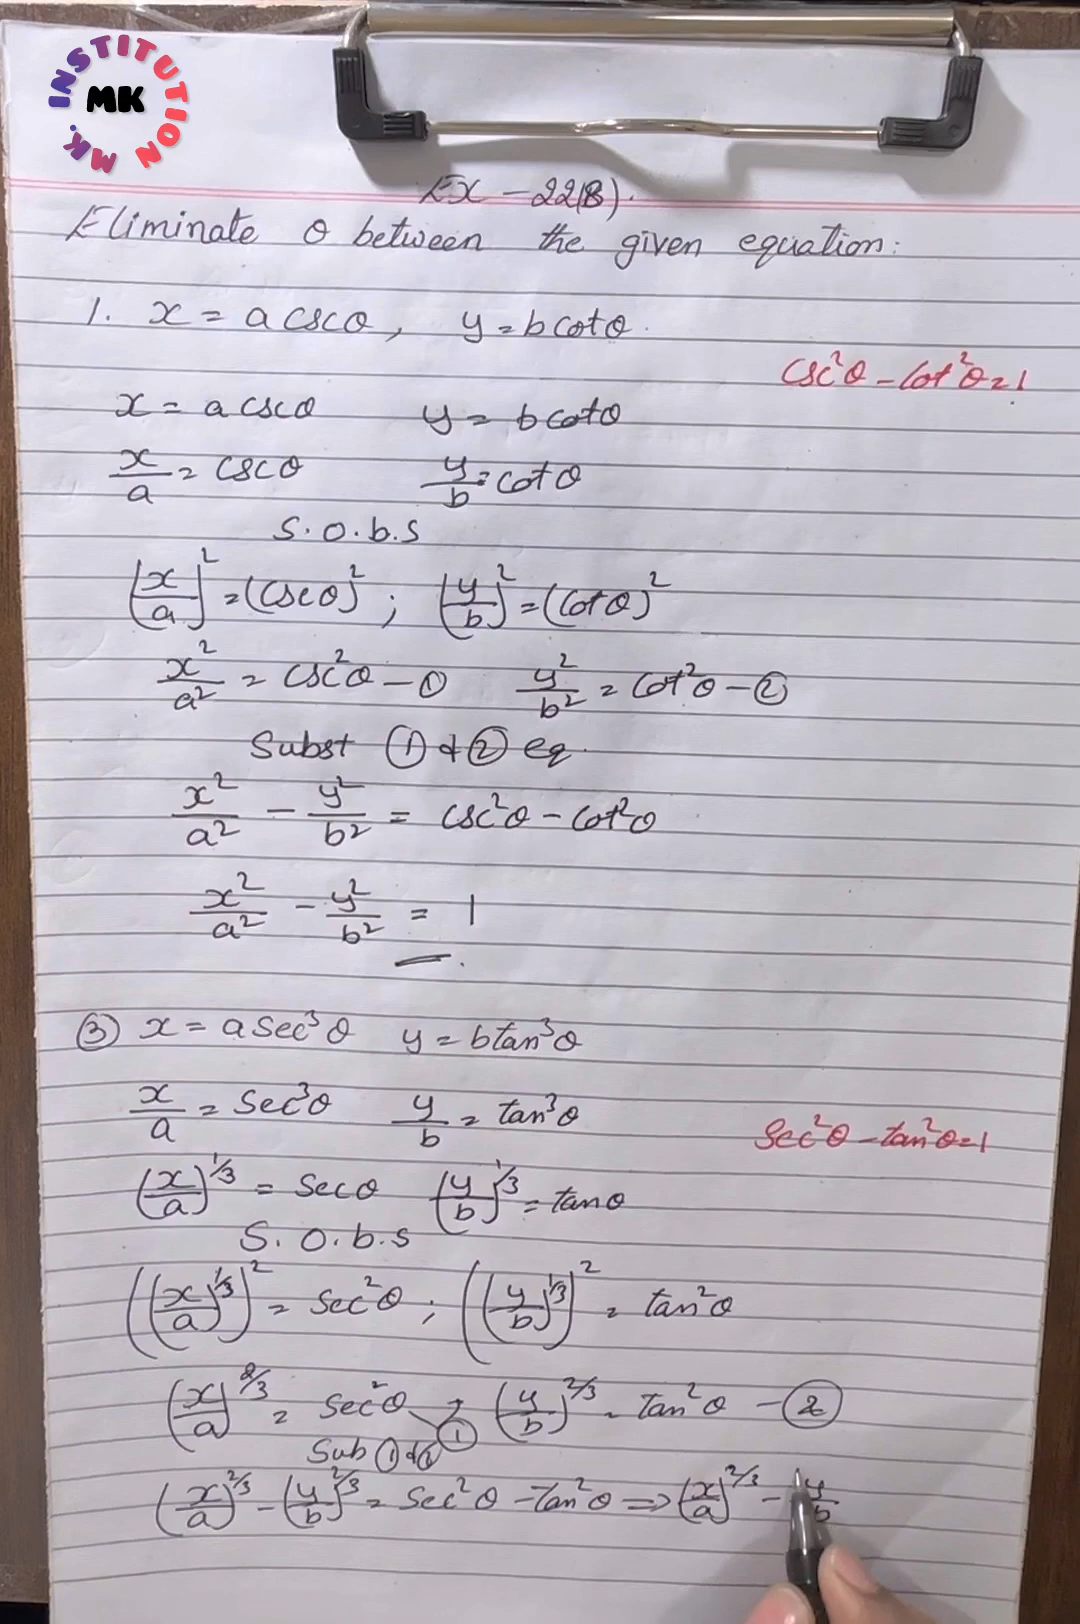 MK. INSTITUTION
MK
Ex - 22(B).
Eliminate θ between the given equation:
1. x = a cscθ, y = b cotθ.
csc²θ - cot²θ = 1
x = a cscθ y = b cotθ
x/a = cscθ y/b = cotθ
S.O.b.S
(x/a)² = (cscθ)² ; (y/b)² = (cotθ)²
x²/a² = csc²θ - ① y²/b² = cot²θ - ②
Subst ① & ② eq.
x²/a² - y²/b² = csc²θ - cot²θ
x²/a² - y²/b² = 1
③ x = a sec³θ y = b tan³θ
x/a = sec³θ y/b = tan³θ
sec²θ - tan²θ = 1
(x/a)^1/3 = secθ (y/b)^1/3 = tanθ
S.O.b.s
((x/a)^1/3)² = sec²θ ; ((y/b)^1/3)² = tan²θ
(x/a)^2/3 = sec²θ - ① (y/b)^2/3 = tan²θ - ②
Sub ① & ②
(x/a)^2/3 - (y/b)^2/3 = sec²θ - tan²θ ⇒ (x/a)^2/3 - y/b